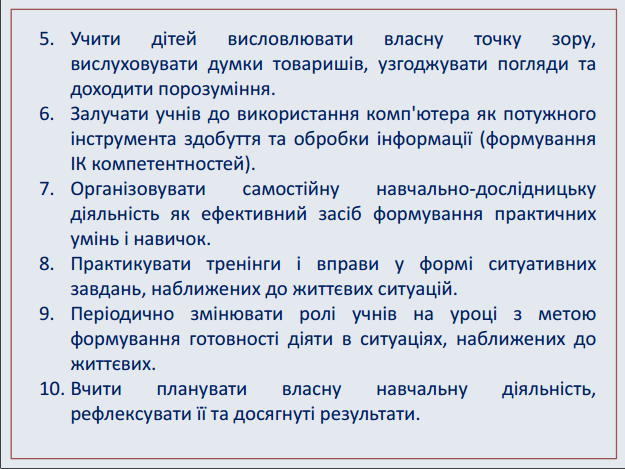 5. Учити дітей висловлювати власну точку зору,
вислуховувати думки товаришів, узгоджувати погляди та
доходити порозуміння.
6. Залучати учнів до використання комп'ютера як потужного
інструмента здобуття та обробки інформації (формування
ІК компетентностей).
7. Організовувати самостійну навчально-дослідницьку
діяльність як ефективний засіб формування практичних
умінь і навичок.
8. Практикувати тренінги і вправи у формі ситуативних
завдань, наближених до життєвих ситуацій.
9. Періодично змінювати ролі учнів на уроці з метою
формування готовності діяти в ситуаціях, наближених до
життєвих.
10. Вчити планувати власну навчальну діяльність,
рефлексувати її та досягнуті результати.